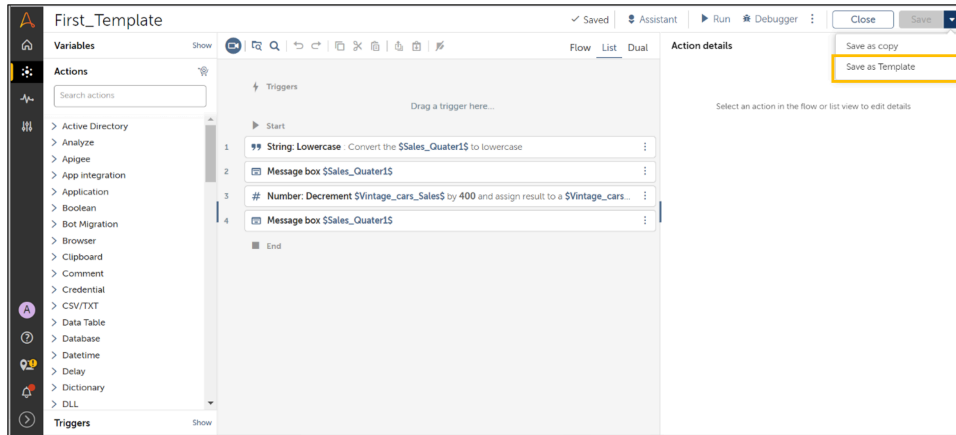 First_Template
Saved
Assistant
Run
Debugger
Close
Save
Save as copy
Save as Template
Variables
Show
Actions
Search actions
Active Directory
Analyze
Apigee
App integration
Application
Boolean
Bot Migration
Browser
Clipboard
Comment
Credential
CSV/TXT
Data Table
Database
Datetime
Delay
Dictionary
DLL
Triggers
Show
A
Flow
List
Dual
Triggers
Drag a trigger here...
Start
1 String: Lowercase : Convert the $Sales_Quater1$ to lowercase
2 Message box $Sales_Quater1$
3 # Number: Decrement $Vintage_cars_Sales$ by 400 and assign result to a $Vintage_cars...
4 Message box $Sales_Quater1$
End
Action details
Select an action in the flow or list view to edit details